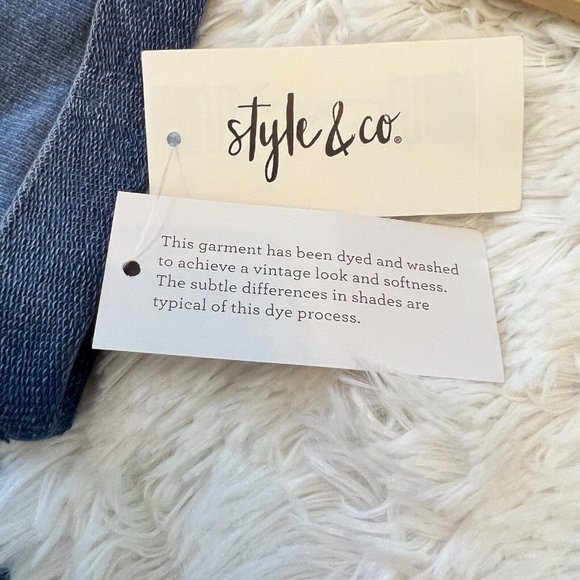 style & co.®
This garment has been dyed and washed
to achieve a vintage look and softness.
The subtle differences in shades are
typical of this dye process.